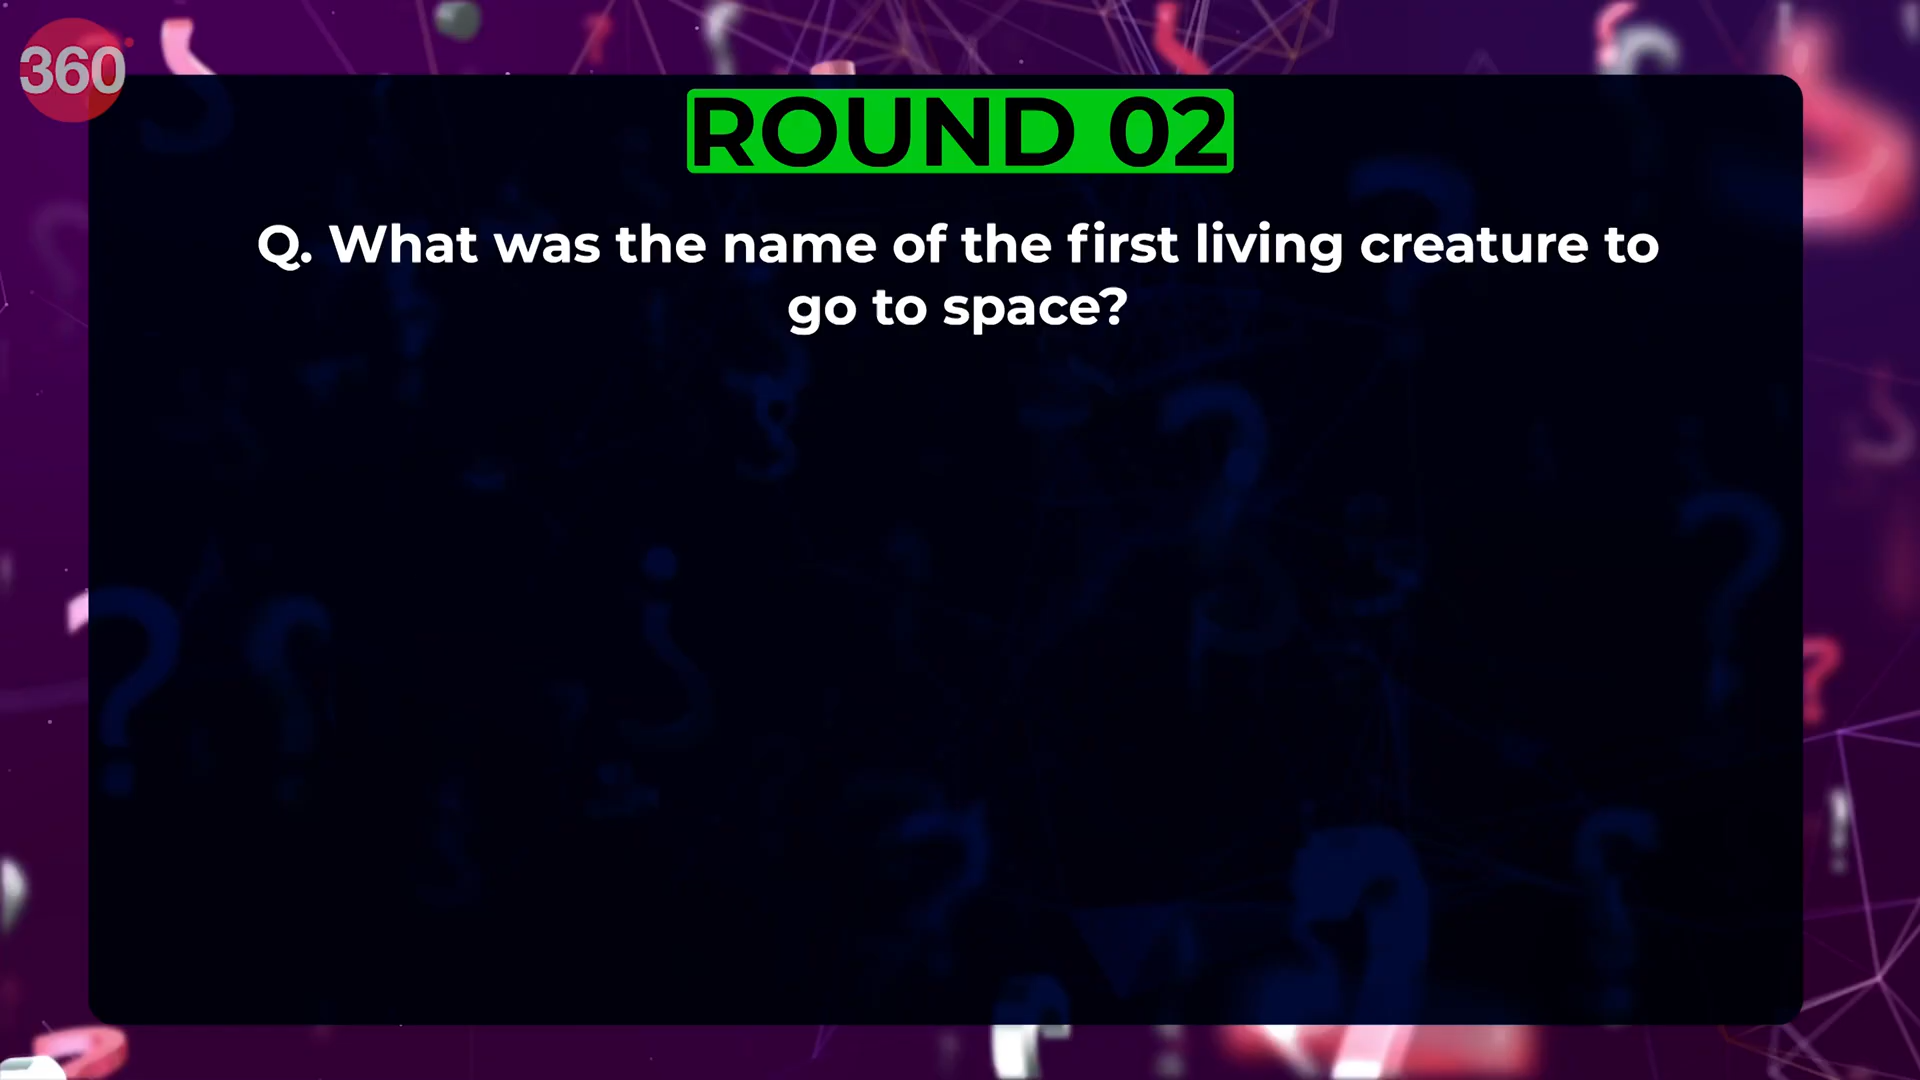 360
ROUND 02
Q. What was the name of the first living creature to
go to space?